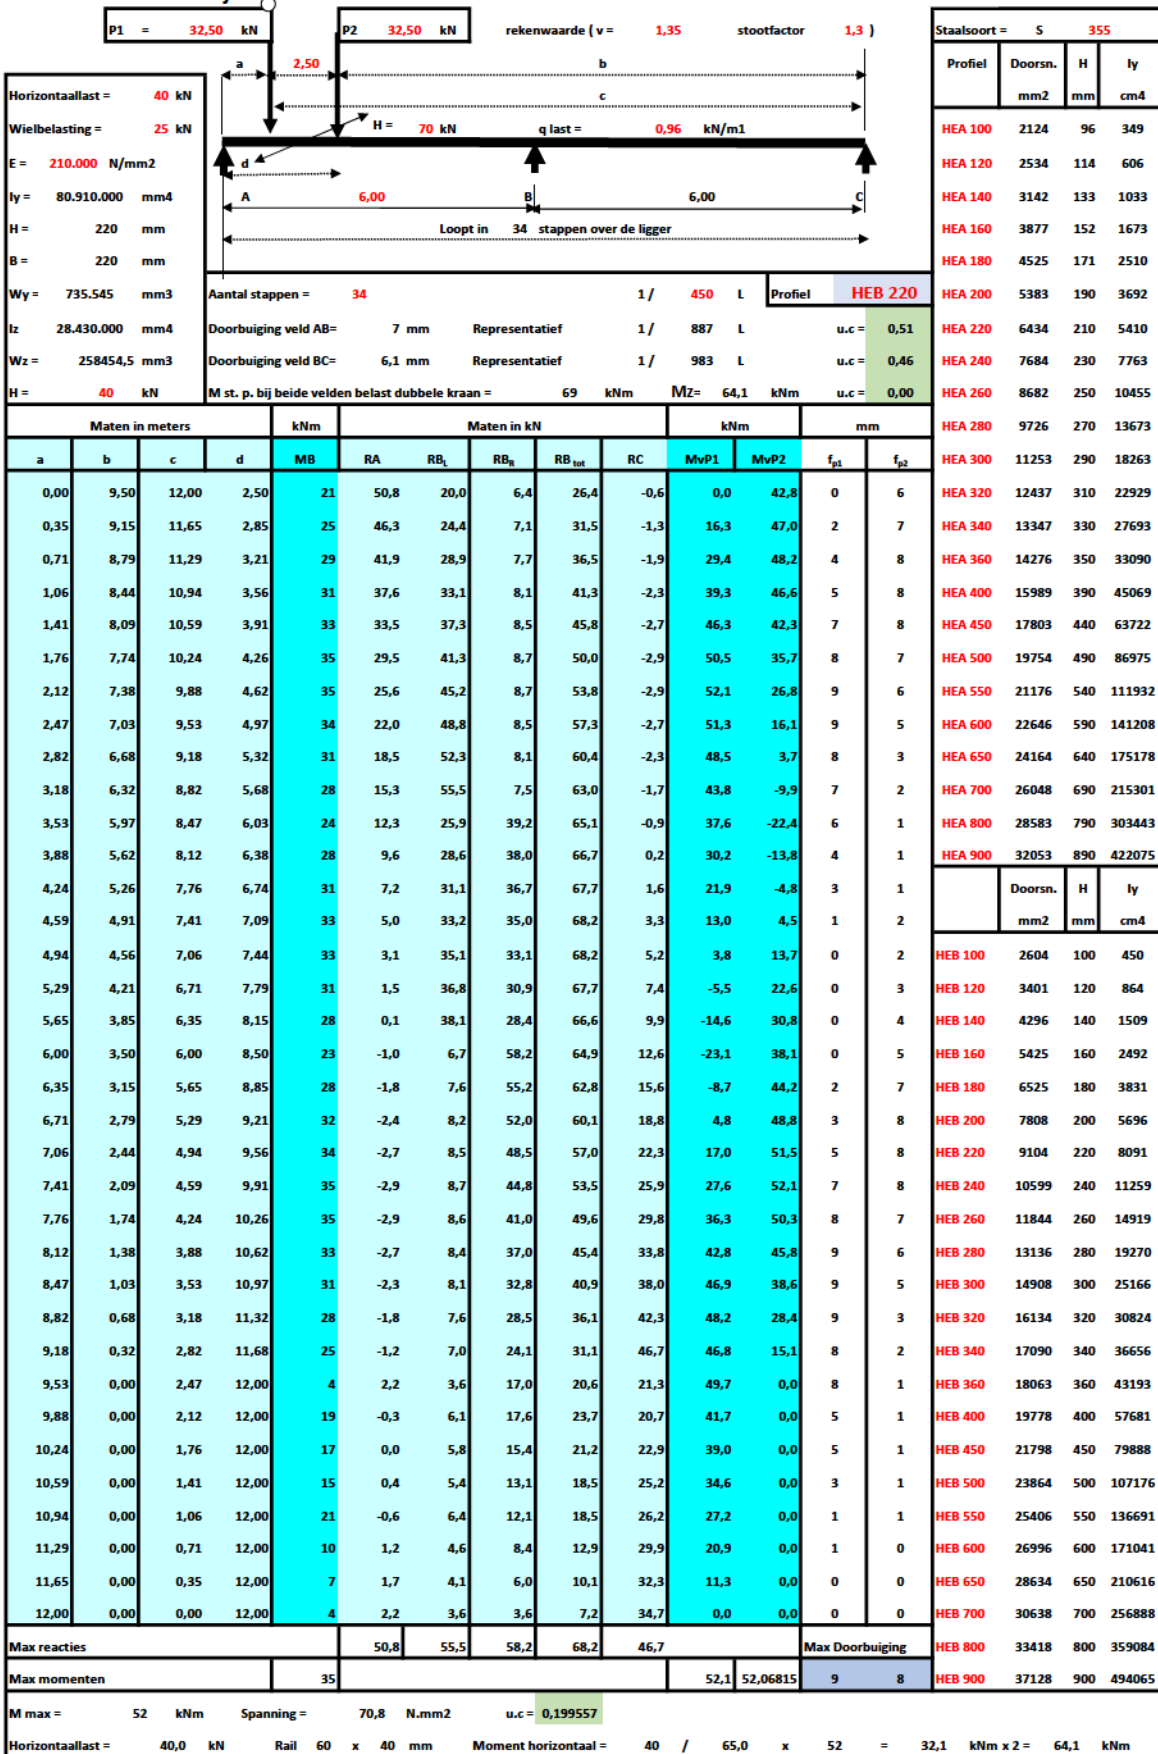 P1 = 32,50 kN P2 32,50 kN rekenwaarde ( v = 1,35 stootfactor 1,3 ) Staalsoort = S 355
a 2,50 b Profiel Doorsn. H Iy
Horizontaallast = 40 kN c mm2 mm cm4
Wielbelasting = 25 kN H = 70 kN q last = 0,96 kN/m1 HEA 100 2124 96 349
E = 210.000 N/mm2 d HEA 120 2534 114 606
Iy = 80.910.000 mm4 A 6,00 B 6,00 C HEA 140 3142 133 1033
H = 220 mm Loopt in 34 stappen over de ligger HEA 160 3877 152 1673
B = 220 mm HEA 180 4525 171 2510
Wy = 735.545 mm3 Aantal stappen = 34 1 / 450 L Profiel HEB 220 HEA 200 5383 190 3692
Iz 28.430.000 mm4 Doorbuiging veld AB= 7 mm Representatief 1 / 887 L u.c = 0,51 HEA 220 6434 210 5410
Wz = 258454,5 mm3 Doorbuiging veld BC= 6,1 mm Representatief 1 / 983 L u.c = 0,46 HEA 240 7684 230 7763
H = 40 kN M st. p. bij beide velden belast dubbele kraan = 69 kNm Mz= 64,1 kNm u.c = 0,00 HEA 260 8682 250 10455
Maten in meters kNm Maten in kN kNm mm HEA 280 9726 270 13673
a b c d MB RA RBL RBR RB tot RC MvP1 MvP2 fp1 fp2 HEA 300 11253 290 18263
0,00 9,50 12,00 2,50 21 50,8 20,0 6,4 26,4 -0,6 0,0 42,8 0 6 HEA 320 12437 310 22929
0,35 9,15 11,65 2,85 25 46,3 24,4 7,1 31,5 -1,3 16,3 47,0 2 7 HEA 340 13347 330 27693
0,71 8,79 11,29 3,21 29 41,9 28,9 7,7 36,5 -1,9 29,4 48,2 4 8 HEA 360 14276 350 33090
1,06 8,44 10,94 3,56 31 37,6 33,1 8,1 41,3 -2,3 39,3 46,6 5 8 HEA 400 15989 390 45069
1,41 8,09 10,59 3,91 33 33,5 37,3 8,5 45,8 -2,7 46,3 42,3 7 8 HEA 450 17803 440 63722
1,76 7,74 10,24 4,26 35 29,5 41,3 8,7 50,0 -2,9 50,5 35,7 8 7 HEA 500 19754 490 86975
2,12 7,38 9,88 4,62 35 25,6 45,2 8,7 53,8 -2,9 52,1 26,8 9 6 HEA 550 21176 540 111932
2,47 7,03 9,53 4,97 34 22,0 48,8 8,5 57,3 -2,7 51,3 16,1 9 5 HEA 600 22646 590 141208
2,82 6,68 9,18 5,32 31 18,5 52,3 8,1 60,4 -2,3 48,5 3,7 8 3 HEA 650 24164 640 175178
3,18 6,32 8,82 5,68 28 15,3 55,5 7,5 63,0 -1,7 43,8 -9,9 7 2 HEA 700 26048 690 215301
3,53 5,97 8,47 6,03 24 12,3 25,9 39,2 65,1 -0,9 37,6 -22,4 6 1 HEA 800 28583 790 303443
3,88 5,62 8,12 6,38 28 9,6 28,6 38,0 66,7 0,2 30,2 -13,8 4 1 HEA 900 32053 890 422075
4,24 5,26 7,76 6,74 31 7,2 31,1 36,7 67,7 1,6 21,9 -4,8 3 1 Doorsn. H Iy
4,59 4,91 7,41 7,09 33 5,0 33,2 35,0 68,2 3,3 13,0 4,5 1 2 mm2 mm cm4
4,94 4,56 7,06 7,44 33 3,1 35,1 33,1 68,2 5,2 3,8 13,7 0 2 HEB 100 2604 100 450
5,29 4,21 6,71 7,79 31 1,5 36,8 30,9 67,7 7,4 -5,5 22,6 0 3 HEB 120 3401 120 864
5,65 3,85 6,35 8,15 28 0,1 38,1 28,4 66,6 9,9 -14,6 30,8 0 4 HEB 140 4296 140 1509
6,00 3,50 6,00 8,50 23 -1,0 6,7 58,2 64,9 12,6 -23,1 38,1 0 5 HEB 160 5425 160 2492
6,35 3,15 5,65 8,85 28 -1,8 7,6 55,2 62,8 15,6 -8,7 44,2 2 7 HEB 180 6525 180 3831
6,71 2,79 5,29 9,21 32 -2,4 8,2 52,0 60,1 18,8 4,8 48,8 3 8 HEB 200 7808 200 5696
7,06 2,44 4,94 9,56 34 -2,7 8,5 48,5 57,0 22,3 17,0 51,5 5 8 HEB 220 9104 220 8091
7,41 2,09 4,59 9,91 35 -2,9 8,7 44,8 53,5 25,9 27,6 52,1 7 8 HEB 240 10599 240 11259
7,76 1,74 4,24 10,26 35 -2,9 8,6 41,0 49,6 29,8 36,3 50,3 8 7 HEB 260 11844 260 14919
8,12 1,38 3,88 10,62 33 -2,7 8,4 37,0 45,4 33,8 42,8 45,8 9 6 HEB 280 13136 280 19270
8,47 1,03 3,53 10,97 31 -2,3 8,1 32,8 40,9 38,0 46,9 38,6 9 5 HEB 300 14908 300 25166
8,82 0,68 3,18 11,32 28 -1,8 7,6 28,5 36,1 42,3 48,2 28,4 9 3 HEB 320 16134 320 30824
9,18 0,32 2,82 11,68 25 -1,2 7,0 24,1 31,1 46,7 46,8 15,1 8 2 HEB 340 17090 340 36656
9,53 0,00 2,47 12,00 4 2,2 3,6 17,0 20,6 21,3 49,7 0,0 8 1 HEB 360 18063 360 43193
9,88 0,00 2,12 12,00 19 -0,3 6,1 17,6 23,7 20,7 41,7 0,0 5 1 HEB 400 19778 400 57681
10,24 0,00 1,76 12,00 17 0,0 5,8 15,4 21,2 22,9 39,0 0,0 5 1 HEB 450 21798 450 79888
10,59 0,00 1,41 12,00 15 0,4 5,4 13,1 18,5 25,2 34,6 0,0 3 1 HEB 500 23864 500 107176
10,94 0,00 1,06 12,00 21 -0,6 6,4 12,1 18,5 26,2 27,2 0,0 1 1 HEB 550 25406 550 136691
11,29 0,00 0,71 12,00 10 1,2 4,6 8,4 12,9 29,9 20,9 0,0 1 0 HEB 600 26996 600 171041
11,65 0,00 0,35 12,00 7 1,7 4,1 6,0 10,1 32,3 11,3 0,0 0 0 HEB 650 28634 650 210616
12,00 0,00 0,00 12,00 4 2,2 3,6 3,6 7,2 34,7 0,0 0,0 0 0 HEB 700 30638 700 256888
Max reacties 50,8 55,5 58,2 68,2 46,7 Max Doorbuiging HEB 800 33418 800 359084
Max momenten 35 52,1 52,06815 9 8 HEB 900 37128 900 494065
M max = 52 kNm Spanning = 70,8 N.mm2 u.c = 0,199557
Horizontaallast = 40,0 kN Rail 60 x 40 mm Moment horizontaal = 40 / 65,0 x 52 = 32,1 kNm x 2 = 64,1 kNm